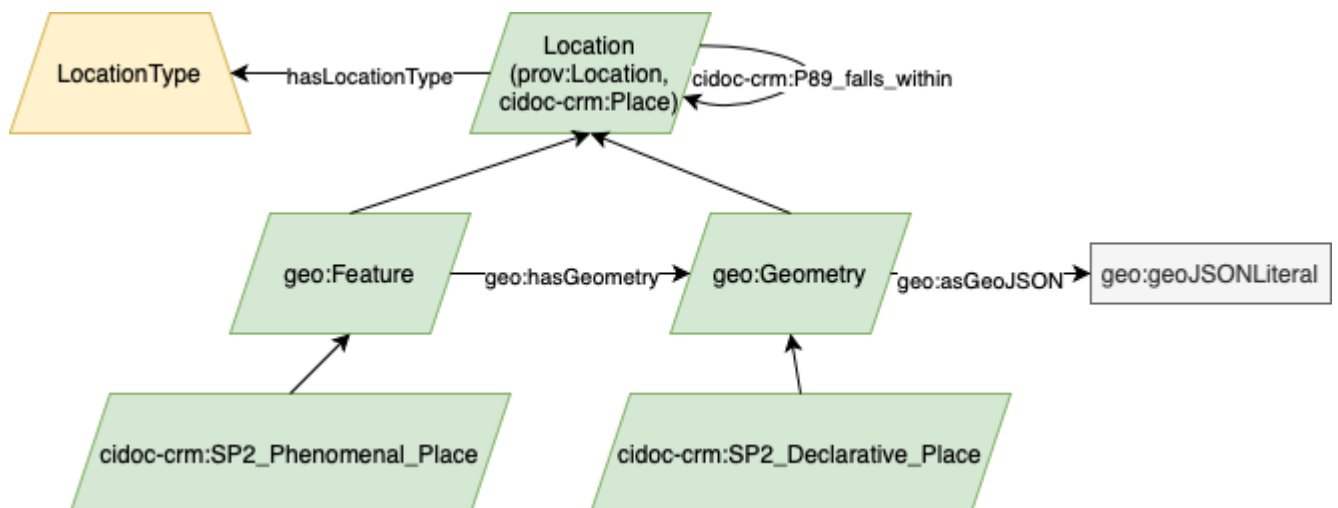 LocationType
hasLocationType
Location
(prov:Location,
cidoc-crm:Place)
cidoc-crm:P89_falls_within
geo:Feature
geo:hasGeometry
geo:Geometry
geo:asGeoJSON
geo:geoJSONLiteral
cidoc-crm:SP2_Phenomenal_Place
cidoc-crm:SP2_Declarative_Place